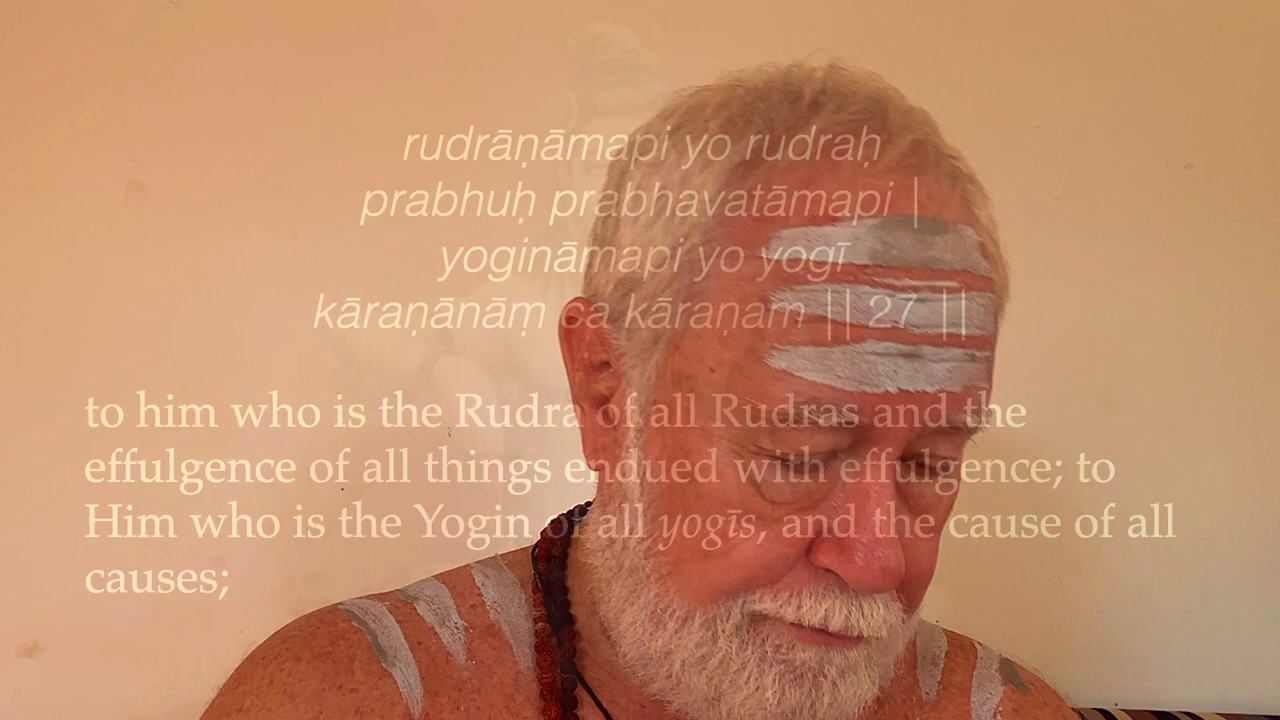 rudrāṇāmapi yo rudraḥ
prabhuḥ prabhavatāmapi |
yogināmapi yo yogī
kāraṇānāṃ ca kāraṇam || 27 ||
to him who is the Rudra of all Rudras and the
effulgence of all things endued with effulgence; to
Him who is the Yogin of all yogīs, and the cause of all
causes;